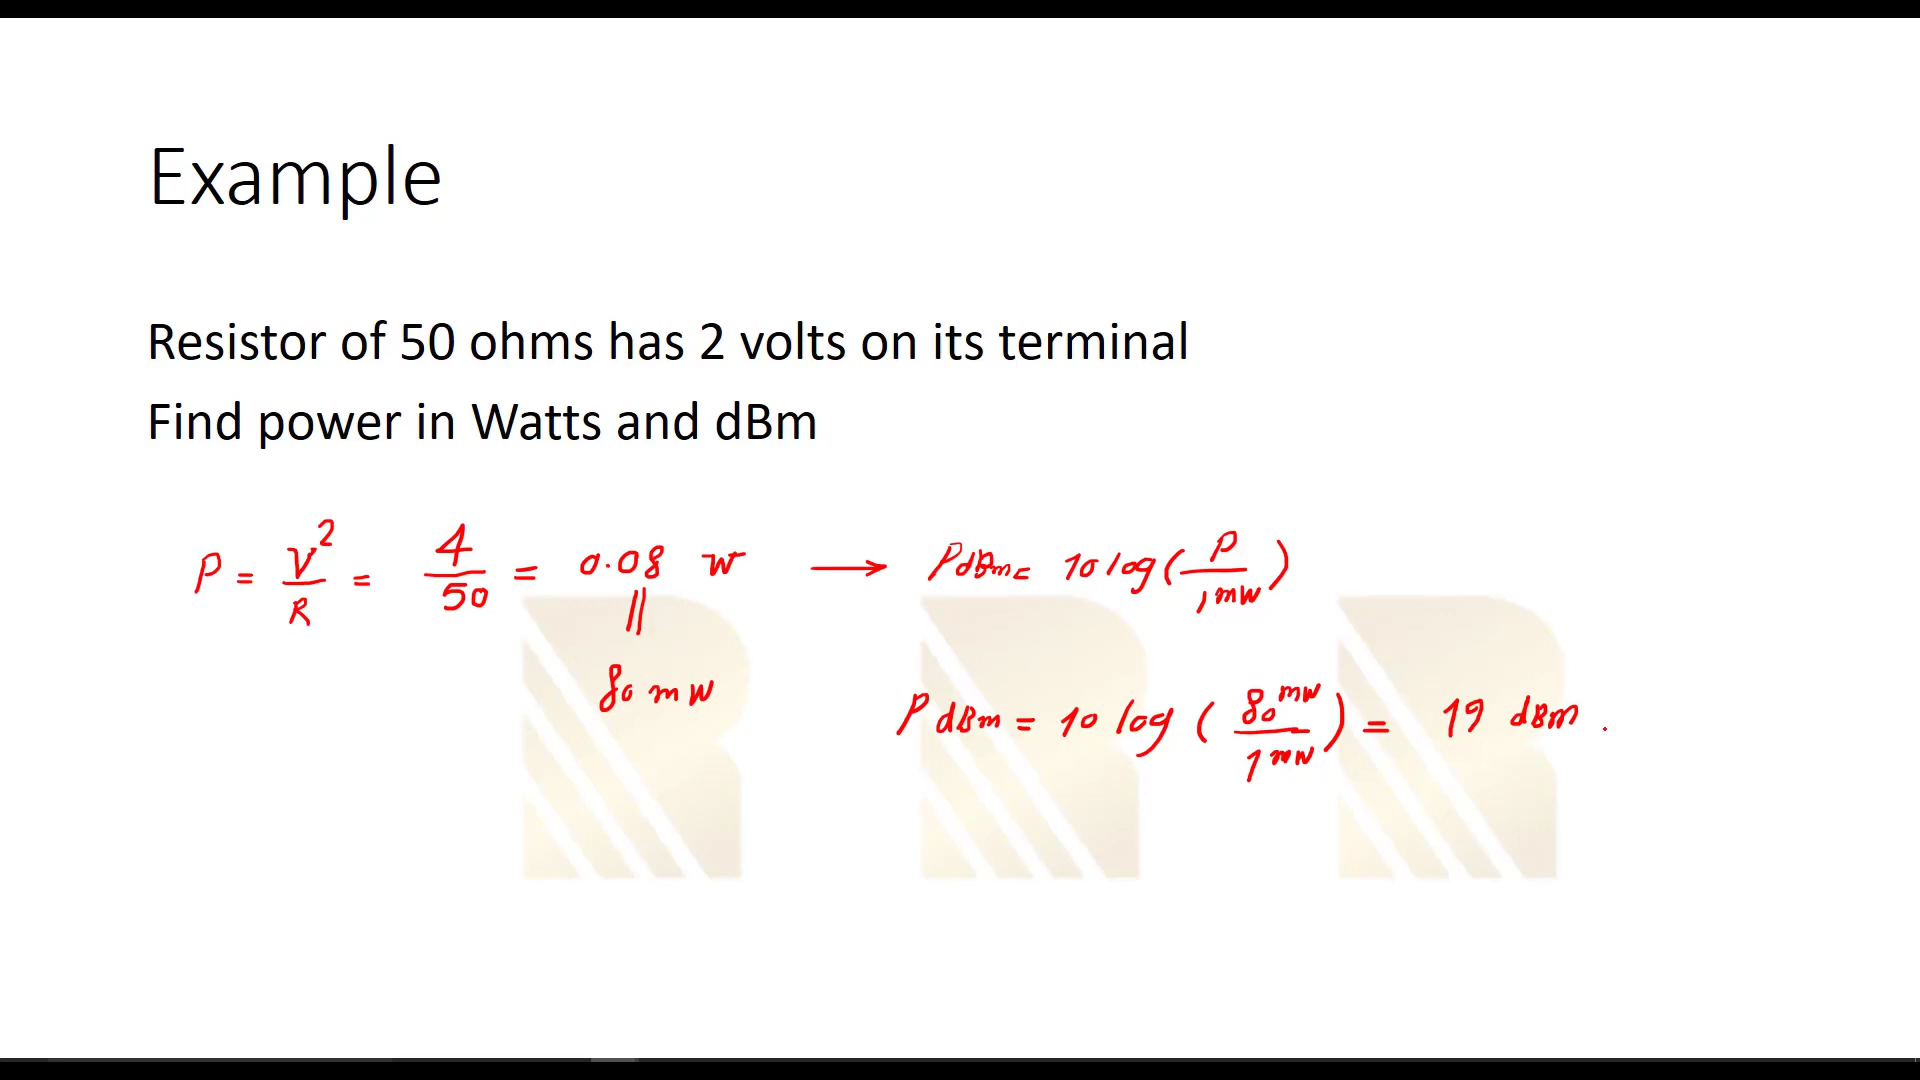 Example
Resistor of 50 ohms has 2 volts on its terminal
Find power in Watts and dBm
P = V²/R = 4/50 = 0.08 W → PdBm = 10 log(P/1mW)
||
80 mW
PdBm = 10 log (80mW/1mW) = 19 dBm .